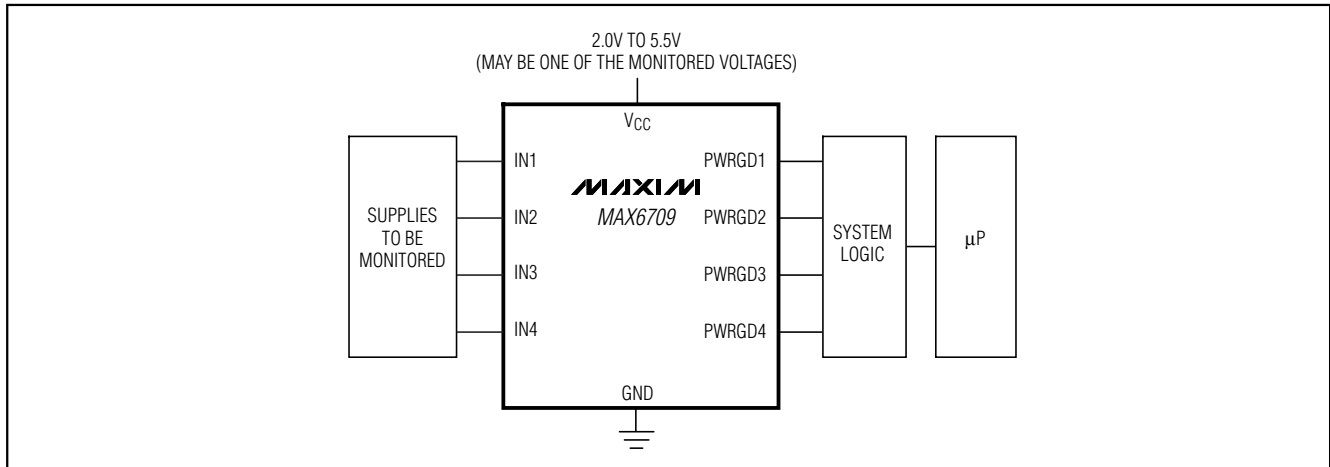 2.0V TO 5.5V
(MAY BE ONE OF THE MONITORED VOLTAGES)
VCC
SUPPLIES
TO BE
MONITORED
IN1
IN2
IN3
IN4
MAXIM
MAX6709
PWRGD1
PWRGD2
PWRGD3
PWRGD4
GND
SYSTEM
LOGIC
µP